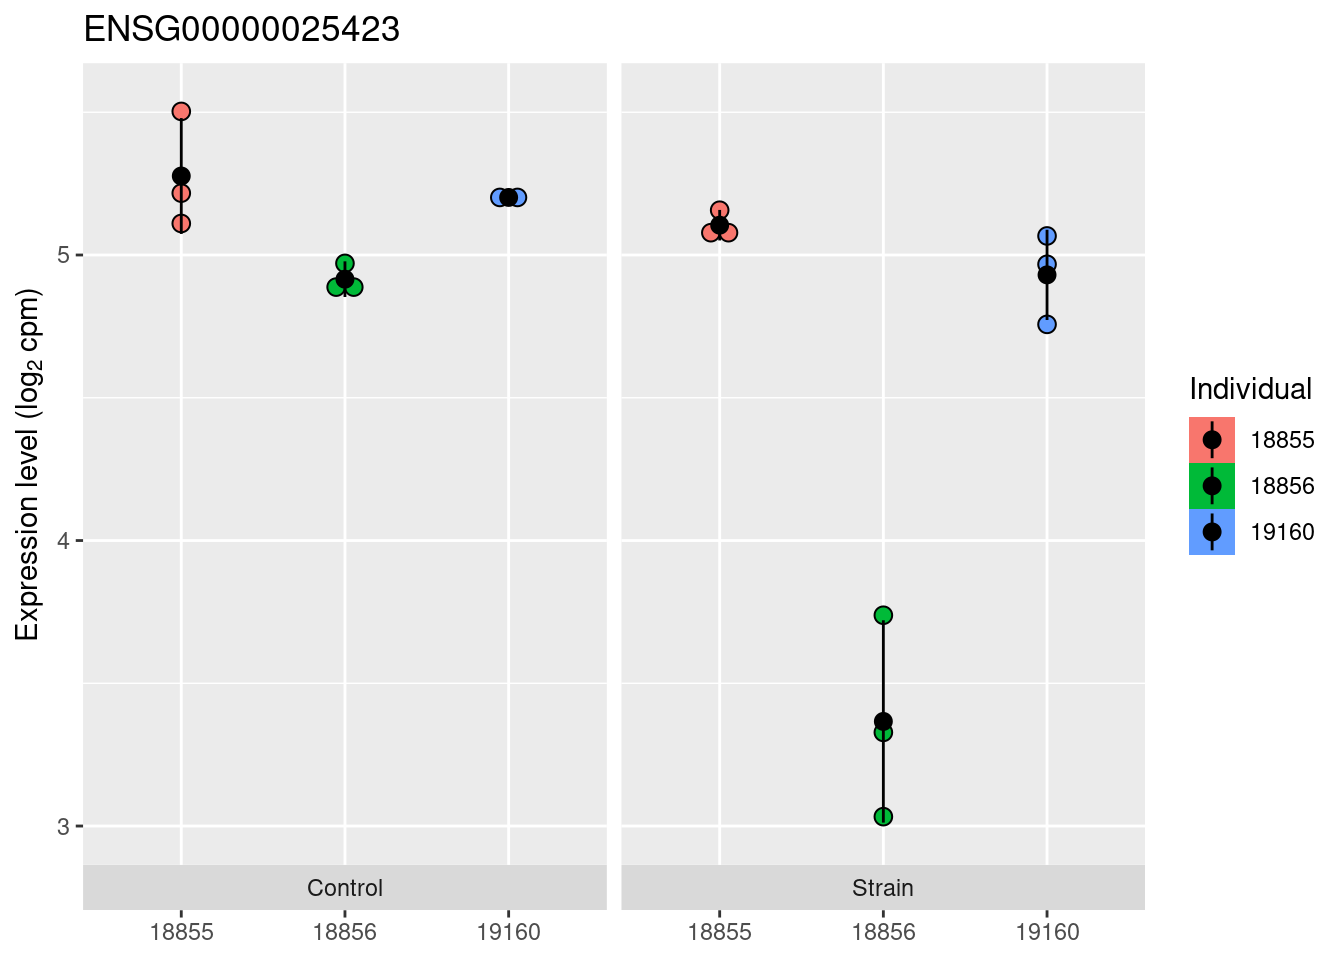 ENSG00000025423
Expression level (log2 cpm)
5
4
3
Control
Strain
18855
18856
19160
18855
18856
19160
Individual
18855
18856
19160